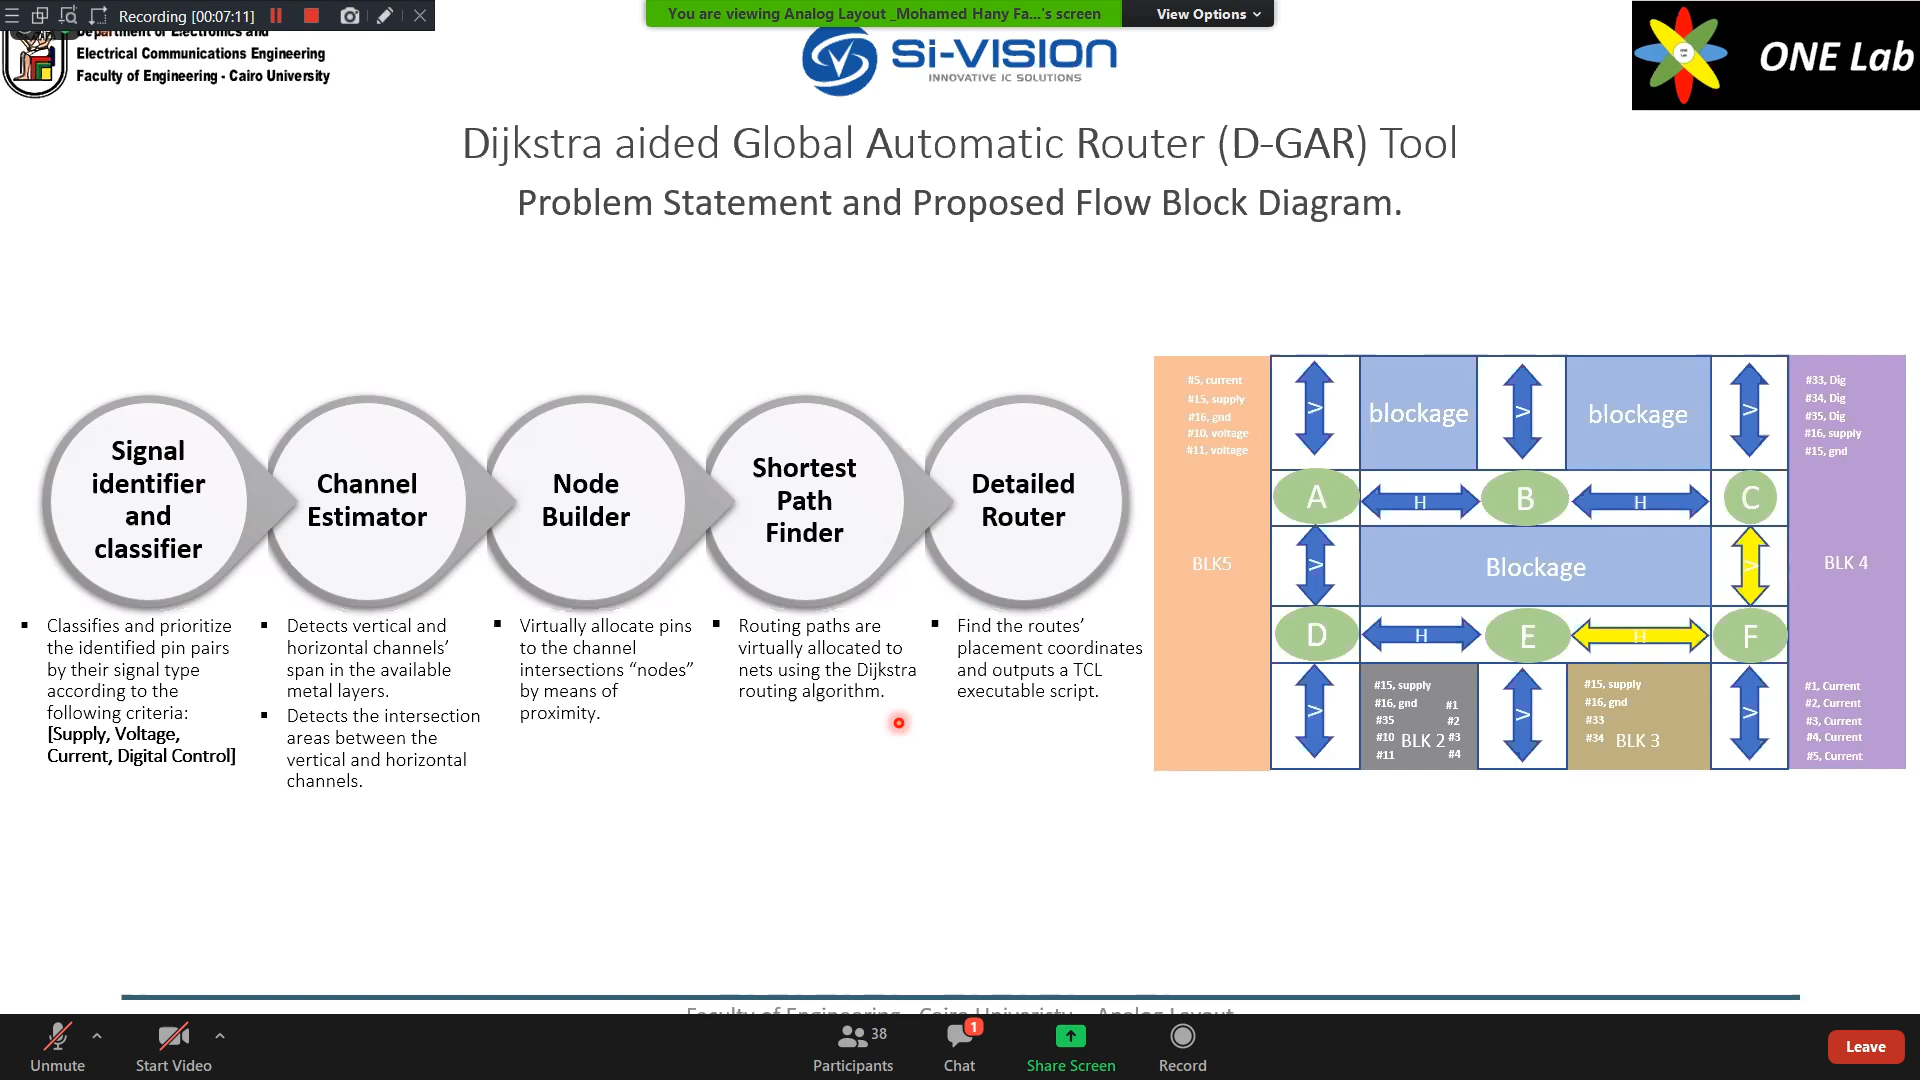 Recording [00:07:11]
You are viewing Analog Layout _Mohamed Hany Fa...'s screen
View Options
Department of Electronics and
Electrical Communications Engineering
Faculty of Engineering - Cairo University
Si-VISION
INNOVATIVE IC SOLUTIONS
ONE Lab
Dijkstra aided Global Automatic Router (D-GAR) Tool
Problem Statement and Proposed Flow Block Diagram.
Signal
identifier
and
classifier
Channel
Estimator
Node
Builder
Shortest
Path
Finder
Detailed
Router
▪ Classifies and prioritize
the identified pin pairs
by their signal type
according to the
following criteria:
[Supply, Voltage,
Current, Digital Control]
▪ Detects vertical and
horizontal channels'
span in the available
metal layers.
▪ Detects the intersection
areas between the
vertical and horizontal
channels.
▪ Virtually allocate pins
to the channel
intersections “nodes”
by means of
proximity.
▪ Routing paths are
virtually allocated to
nets using the Dijkstra
routing algorithm.
▪ Find the routes’
placement coordinates
and outputs a TCL
executable script.
#5, current
#15, supply
#16, gnd
#10, voltage
#11, voltage
BLK5
V
blockage
V
blockage
V
A
H
B
H
C
V
Blockage
V
D
H
E
H
F
V
#15, supply
#16, gnd #1
#35 #2
#10 BLK 2 #3
#11 #4
V
#15, supply
#16, gnd
#33
#34 BLK 3
V
#33, Dig
#34, Dig
#35, Dig
#16, supply
#15, gnd
BLK 4
#1, Current
#2, Current
#3, Current
#4, Current
#5, Current
Faculty of Engineering - Cairo Univeristy - Analog Layout
Unmute
Start Video
38
Participants
1
Chat
Share Screen
Record
Leave